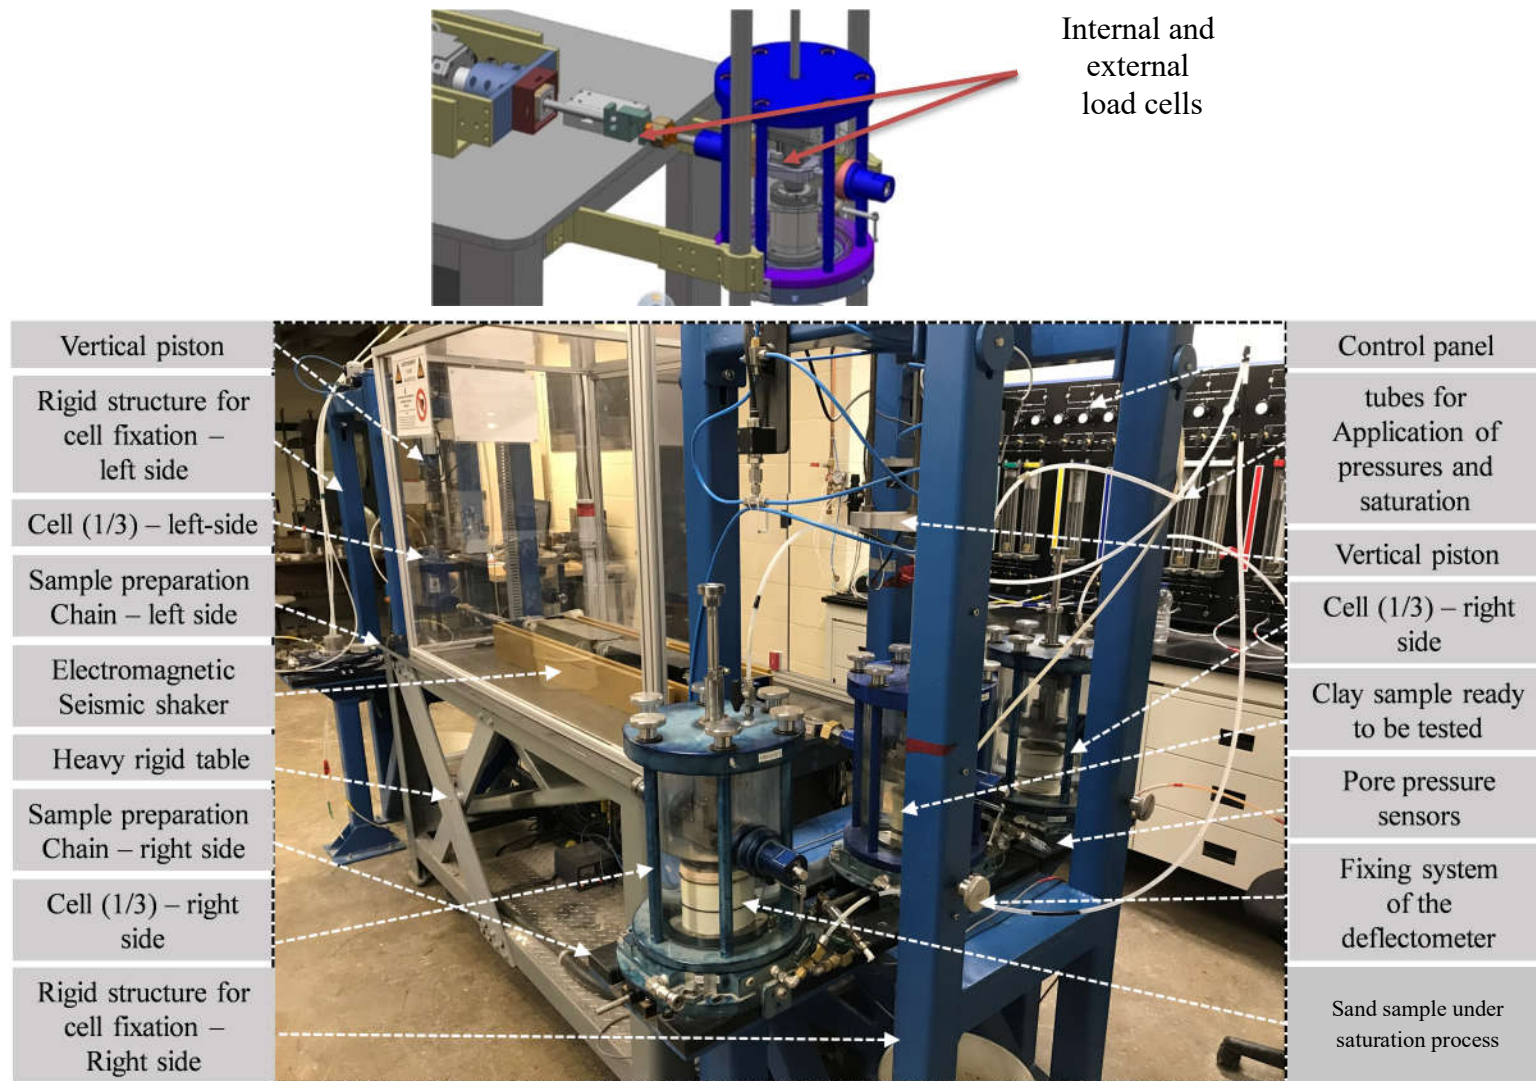 Internal and
external
load cells
Vertical piston
Rigid structure for
cell fixation –
left side
Cell (1/3) – left-side
Sample preparation
Chain – left side
Electromagnetic
Seismic shaker
Heavy rigid table
Sample preparation
Chain – right side
Cell (1/3) – right
side
Rigid structure for
cell fixation –
Right side
Control panel
tubes for
Application of
pressures and
saturation
Vertical piston
Cell (1/3) – right
side
Clay sample ready
to be tested
Pore pressure
sensors
Fixing system
of the
deflectometer
Sand sample under
saturation process